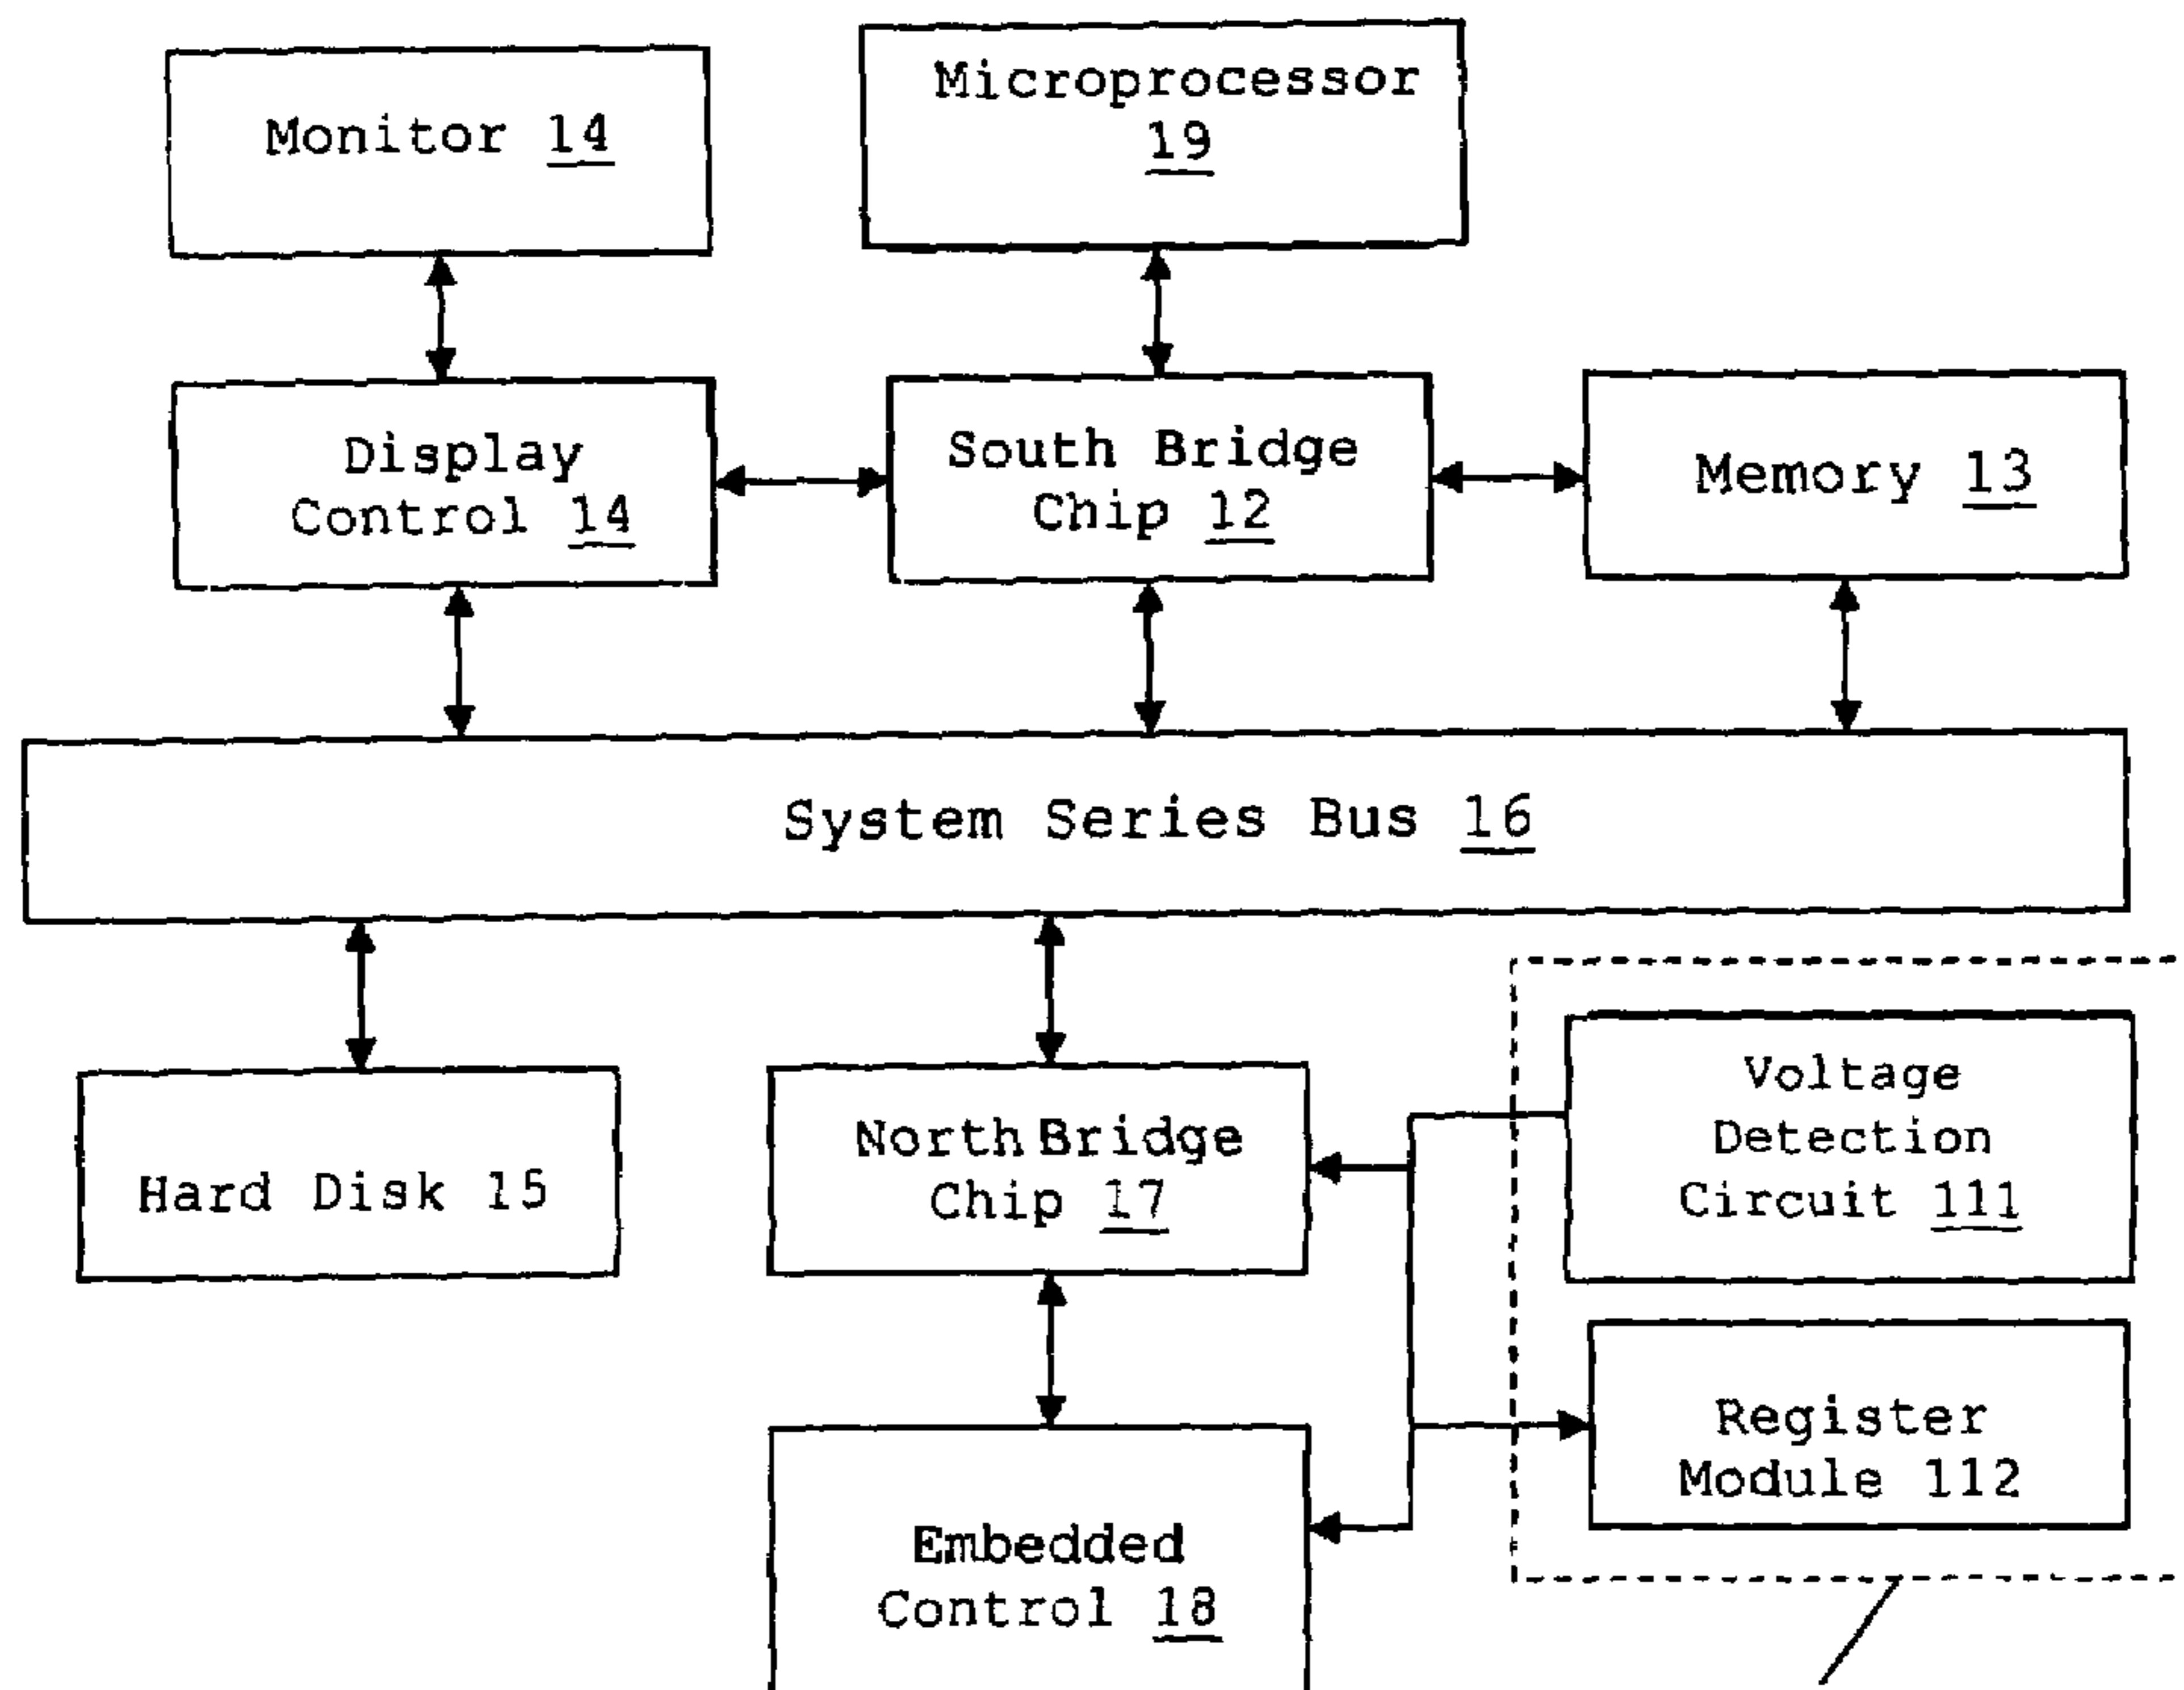 Monitor 14
Microprocessor
19
Display
Control 14
South Bridge
Chip 12
Memory 13
System Series Bus 16
Hard Disk 15
North Bridge
Chip 17
Voltage
Detection
Circuit 111
Register
Module 112
Embedded
Control 18